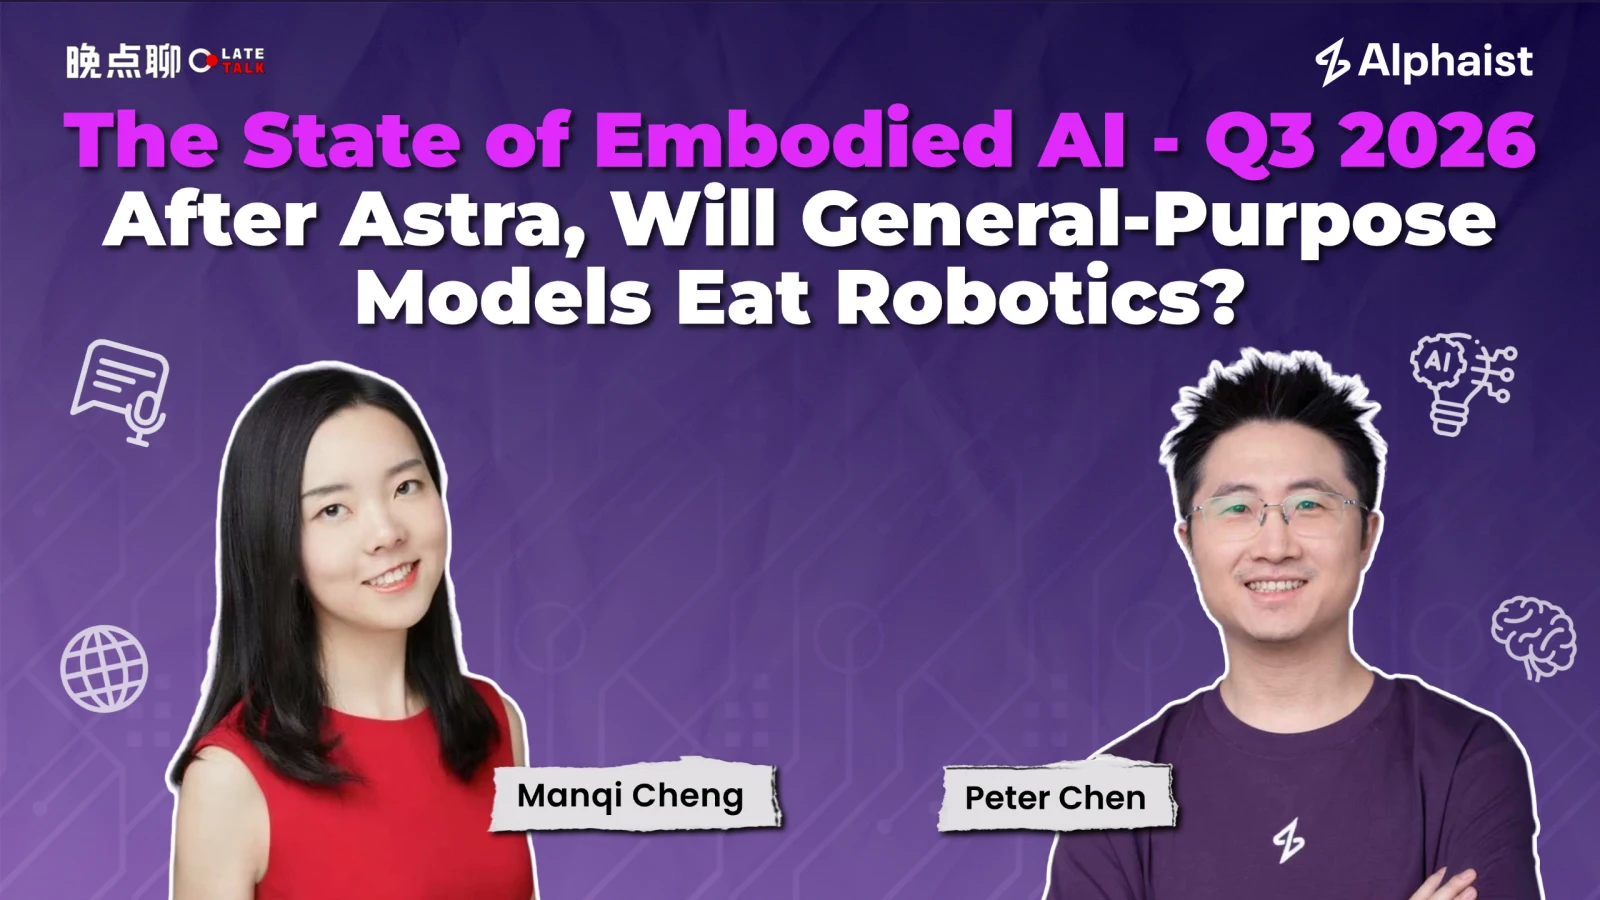 晚点聊 LATE TALK
Alphaist
The State of Embodied AI - Q3 2026
After Astra, Will General-Purpose
Models Eat Robotics?
AI
Manqi Cheng
Peter Chen